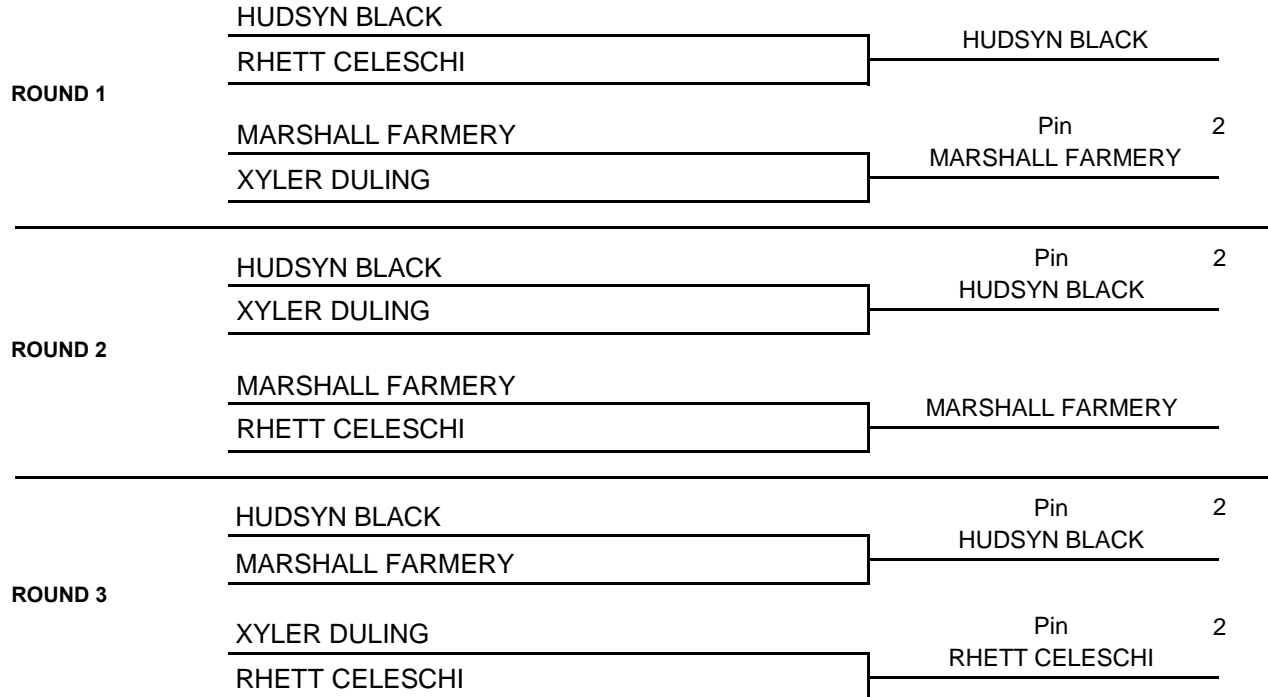 HUDSYN BLACK
HUDSYN BLACK
RHETT CELESCHI
ROUND 1
Pin 2
MARSHALL FARMERY
MARSHALL FARMERY
XYLER DULING
Pin 2
HUDSYN BLACK
HUDSYN BLACK
XYLER DULING
ROUND 2
MARSHALL FARMERY
MARSHALL FARMERY
RHETT CELESCHI
Pin 2
HUDSYN BLACK
HUDSYN BLACK
MARSHALL FARMERY
ROUND 3
Pin 2
XYLER DULING
RHETT CELESCHI
RHETT CELESCHI